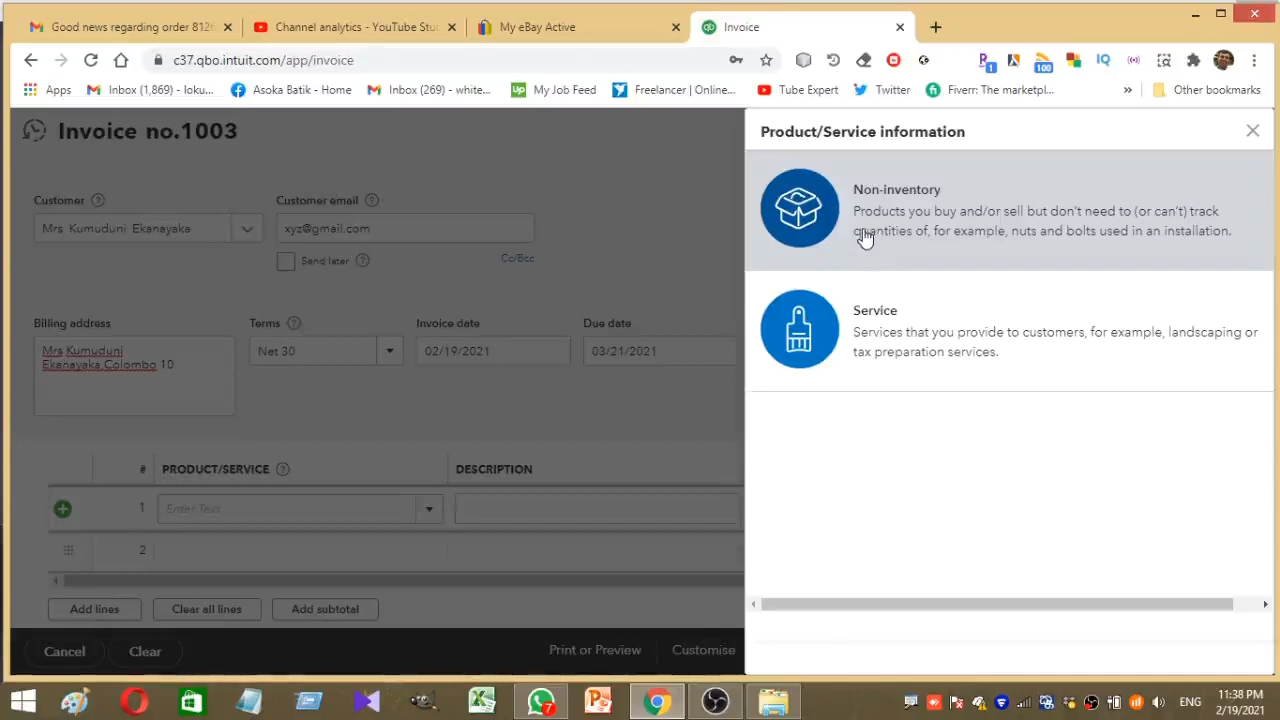 Good news regarding order 8126
Channel analytics - YouTube Stu
My eBay Active
Invoice
c37.qbo.intuit.com/app/invoice
Apps
Inbox (1,869) - loku...
Asoka Batik - Home
Inbox (269) - white...
Up
My Job Feed
Freelancer | Online...
Tube Expert
Twitter
Fiverr: The marketpl...
»
Other bookmarks
Invoice no.1003
Product/Service information
Customer
Customer email
Mrs. Kumuduni Ekanayaka
xyz@gmail.com
Send later
Cc/Bcc
Non-inventory
Products you buy and/or sell but don't need to (or can't) track
quantities of, for example, nuts and bolts used in an installation.
Service
Services that you provide to customers, for example, landscaping or
tax preparation services.
Billing address
Terms
Invoice date
Due date
Mrs.Kumuduni
Ekanayaka,Colombo 10
Net 30
02/19/2021
03/21/2021
#
PRODUCT/SERVICE
DESCRIPTION
1
Enter Text
2
Add lines
Clear all lines
Add subtotal
Cancel
Clear
Print or Preview
Customise
ENG
11:38 PM
2/19/2021